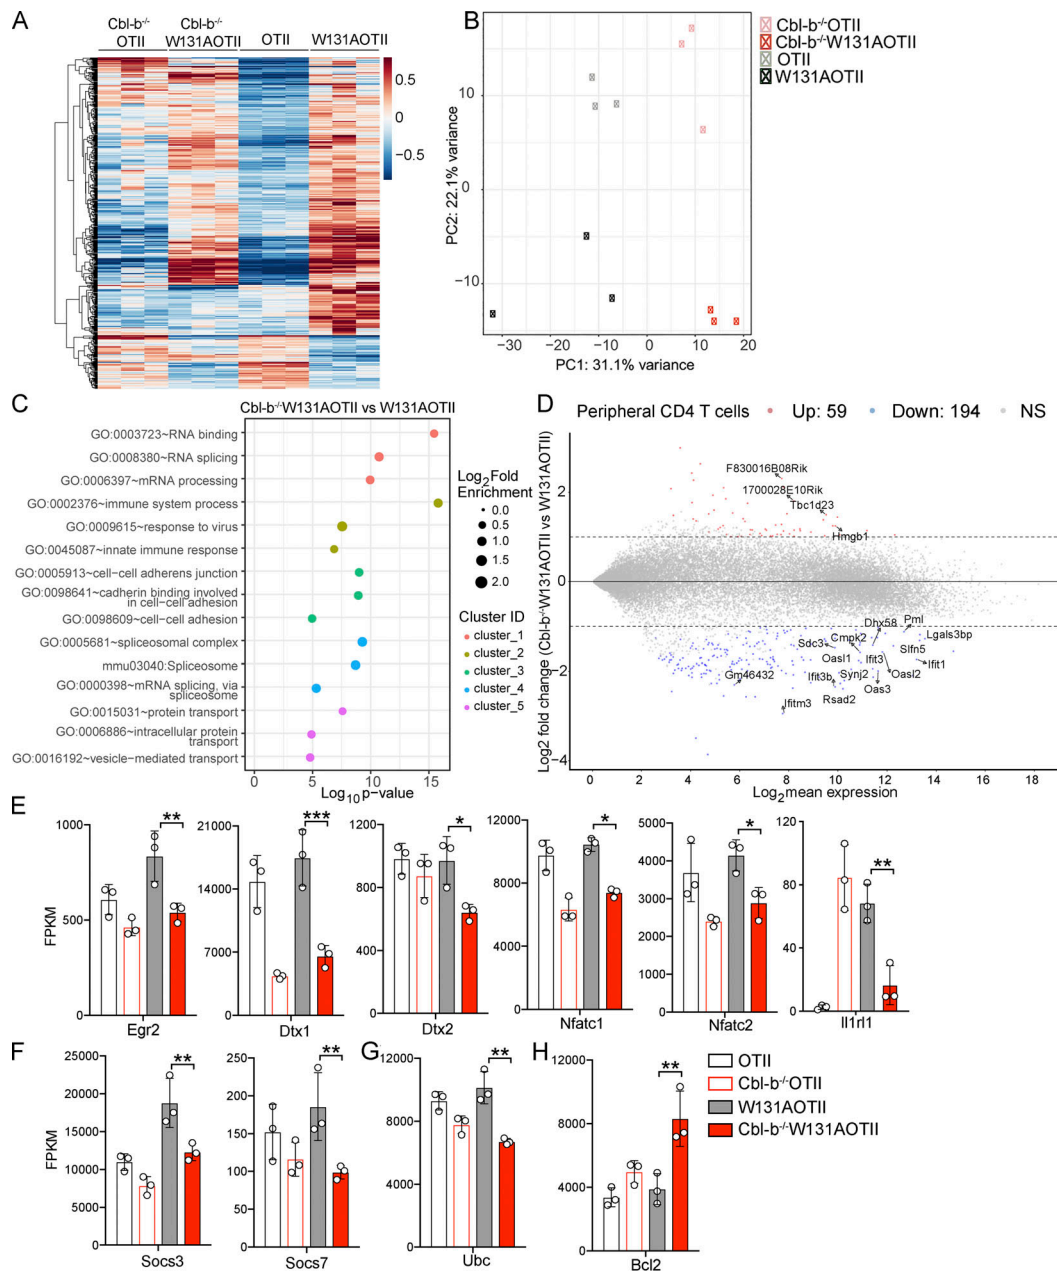 A
Cbl-b-/- OTII
Cbl-b-/- W131AOTII
OTII
W131AOTII
0.5
0
−0.5
B
PC2: 22.1% variance
10
0
−10
−30
−20
−10
0
10
20
PC1: 31.1% variance
Cbl-b-/-OTII
Cbl-b-/-W131AOTII
OTII
W131AOTII
C
Cbl-b-/-W131AOTII vs W131AOTII
GO:0003723~RNA binding
GO:0008380~RNA splicing
GO:0006397~mRNA processing
GO:0002376~immune system process
GO:0009615~response to virus
GO:0045087~innate immune response
GO:0005913~cell-cell adherens junction
GO:0098641~cadherin binding involved
in cell-cell adhesion
GO:0098609~cell-cell adhesion
GO:0005681~spliceosomal complex
mmu03040:Spliceosome
GO:0000398~mRNA splicing, via
spliceosome
GO:0015031~protein transport
GO:0006886~intracellular protein
transport
GO:0016192~vesicle-mediated transport
0
5
10
15
Log10p-value
Log2Fold
Enrichment
0.0
0.5
1.0
1.5
2.0
Cluster ID
cluster_1
cluster_2
cluster_3
cluster_4
cluster_5
D
Peripheral CD4 T cells
Up: 59
Down: 194
NS
Log2 fold change (Cbl-b-/-W131AOTII vs W131AOTII)
2
0
−2
−4
F830016B08Rik
1700028E10Rik
Tbc1d23
Hmgb1
Dhx58
Pml
Sdc3
Cmpk2
Lgals3bp
Oasl1
Ifit3
Slfn5
Ifit1
Gm46432
Ifit3b
Synj2
Oasl2
Rsad2
Oas3
Ifitm3
0
2
4
6
8
10
12
14
16
18
Log2mean expression
E
FPKM
1000
500
0
**
Egr2
21000
14000
7000
0
***
Dtx1
1200
900
600
300
0
*
Dtx2
12000
8000
4000
0
*
Nfatc1
5000
4000
3000
2000
1000
0
*
Nfatc2
120
80
40
0
**
Il1rl1
F
FPKM
25000
20000
15000
10000
5000
0
**
Socs3
250
200
150
100
50
0
**
Socs7
G
12000
8000
4000
0
**
Ubc
H
12000
8000
4000
0
**
Bcl2
OTII
Cbl-b-/-OTII
W131AOTII
Cbl-b-/-W131AOTII